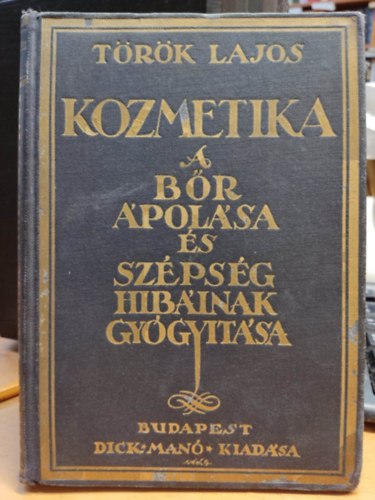 TÖRÖK LAJOS
KOZMETIKA
A
BŐR
ÁPOLÁSA
ÉS
SZÉPSÉG
HIBÁINAK
GYÓGYITÁSA
BUDAPEST
DICK MANÓ KIADÁSA